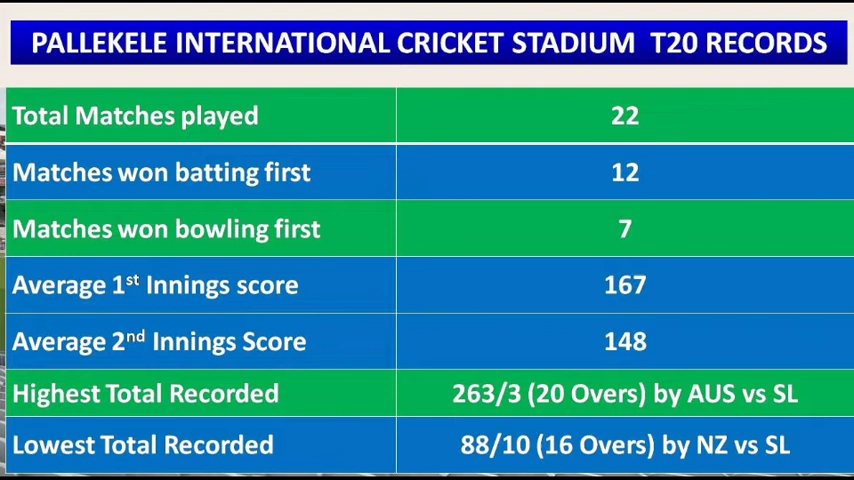 PALLEKELE INTERNATIONAL CRICKET STADIUM T20 RECORDS
Total Matches played 22
Matches won batting first 12
Matches won bowling first 7
Average 1st Innings score 167
Average 2nd Innings Score 148
Highest Total Recorded 263/3 (20 Overs) by AUS vs SL
Lowest Total Recorded 88/10 (16 Overs) by NZ vs SL